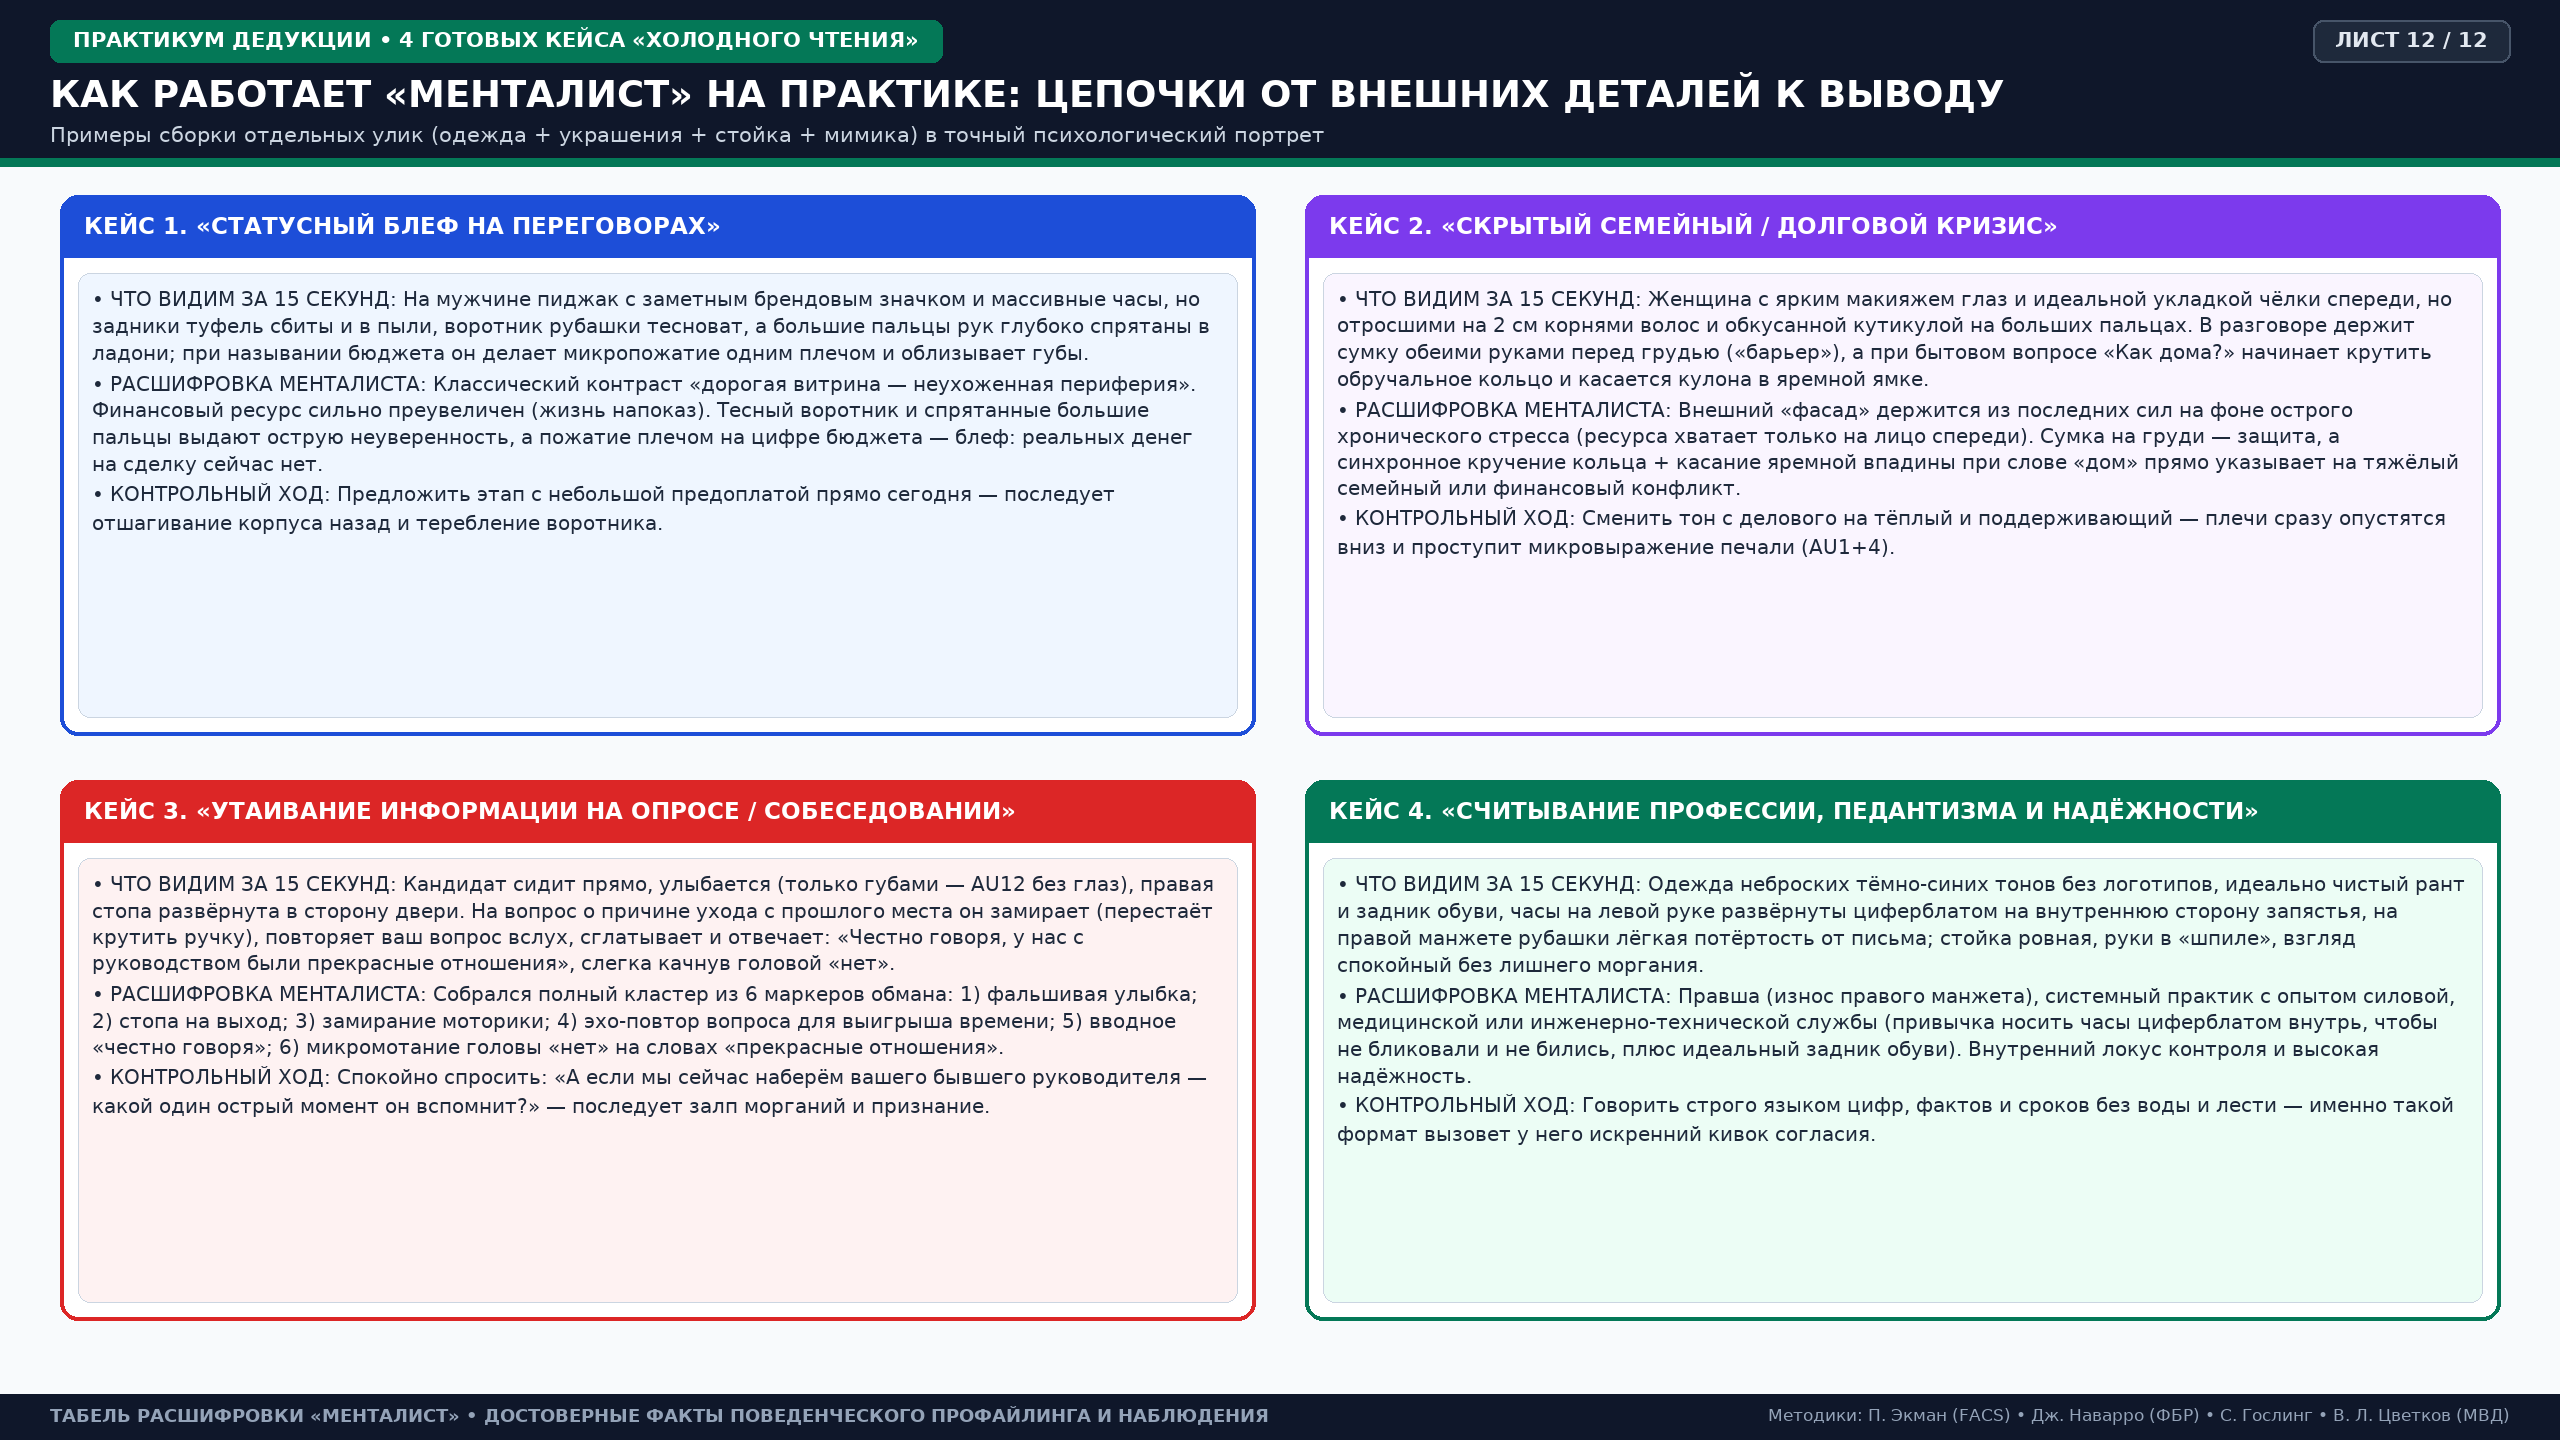 ПРАКТИКУМ ДЕДУКЦИИ • 4 ГОТОВЫХ КЕЙСА «ХОЛОДНОГО ЧТЕНИЯ»
ЛИСТ 12 / 12
КАК РАБОТАЕТ «МЕНТАЛИСТ» НА ПРАКТИКЕ: ЦЕПОЧКИ ОТ ВНЕШНИХ ДЕТАЛЕЙ К ВЫВОДУ
Примеры сборки отдельных улик (одежда + украшения + стойка + мимика) в точный психологический портрет
КЕЙС 1. «СТАТУСНЫЙ БЛЕФ НА ПЕРЕГОВОРАХ»
• ЧТО ВИДИМ ЗА 15 СЕКУНД: На мужчине пиджак с заметным брендовым значком и массивные часы, но
задники туфель сбиты и в пыли, воротник рубашки тесноват, а большие пальцы рук глубоко спрятаны в
ладони; при назывании бюджета он делает микропожатие одним плечом и облизывает губы.
• РАСШИФРОВКА МЕНТАЛИСТА: Классический контраст «дорогая витрина — неухоженная периферия».
Финансовый ресурс сильно преувеличен (жизнь напоказ). Тесный воротник и спрятанные большие
пальцы выдают острую неуверенность, а пожатие плечом на цифре бюджета — блеф: реальных денег
на сделку сейчас нет.
• КОНТРОЛЬНЫЙ ХОД: Предложить этап с небольшой предоплатой прямо сегодня — последует
отшагивание корпуса назад и теребление воротника.
КЕЙС 2. «СКРЫТЫЙ СЕМЕЙНЫЙ / ДОЛГОВОЙ КРИЗИС»
• ЧТО ВИДИМ ЗА 15 СЕКУНД: Женщина с ярким макияжем глаз и идеальной укладкой чёлки спереди, но
отросшими на 2 см корнями волос и обкусанной кутикулой на больших пальцах. В разговоре держит
сумку обеими руками перед грудью («барьер»), а при бытовом вопросе «Как дома?» начинает крутить
обручальное кольцо и касается кулона в яремной ямке.
• РАСШИФРОВКА МЕНТАЛИСТА: Внешний «фасад» держится из последних сил на фоне острого
хронического стресса (ресурса хватает только на лицо спереди). Сумка на груди — защита, а
синхронное кручение кольца + касание яремной впадины при слове «дом» прямо указывает на тяжёлый
семейный или финансовый конфликт.
• КОНТРОЛЬНЫЙ ХОД: Сменить тон с делового на тёплый и поддерживающий — плечи сразу опустятся
вниз и проступит микровыражение печали (AU1+4).
КЕЙС 3. «УТАИВАНИЕ ИНФОРМАЦИИ НА ОПРОСЕ / СОБЕСЕДОВАНИИ»
• ЧТО ВИДИМ ЗА 15 СЕКУНД: Кандидат сидит прямо, улыбается (только губами — AU12 без глаз), правая
стопа развёрнута в сторону двери. На вопрос о причине ухода с прошлого места он замирает (перестаёт
крутить ручку), повторяет ваш вопрос вслух, сглатывает и отвечает: «Честно говоря, у нас с
руководством были прекрасные отношения», слегка качнув головой «нет».
• РАСШИФРОВКА МЕНТАЛИСТА: Собрался полный кластер из 6 маркеров обмана: 1) фальшивая улыбка;
2) стопа на выход; 3) замирание моторики; 4) эхо-повтор вопроса для выигрыша времени; 5) вводное
«честно говоря»; 6) микромотание головы «нет» на словах «прекрасные отношения».
• КОНТРОЛЬНЫЙ ХОД: Спокойно спросить: «А если мы сейчас наберём вашего бывшего руководителя —
какой один острый момент он вспомнит?» — последует залп морганий и признание.
КЕЙС 4. «СЧИТЫВАНИЕ ПРОФЕССИИ, ПЕДАНТИЗМА И НАДЁЖНОСТИ»
• ЧТО ВИДИМ ЗА 15 СЕКУНД: Одежда неброских тёмно-синих тонов без логотипов, идеально чистый рант
и задник обуви, часы на левой руке развёрнуты циферблатом на внутреннюю сторону запястья, на
правой манжете рубашки лёгкая потёртость от письма; стойка ровная, руки в «шпиле», взгляд
спокойный без лишнего моргания.
• РАСШИФРОВКА МЕНТАЛИСТА: Правша (износ правого манжета), системный практик с опытом силовой,
медицинской или инженерно-технической службы (привычка носить часы циферблатом внутрь, чтобы
не бликовали и не бились, плюс идеальный задник обуви). Внутренний локус контроля и высокая
надёжность.
• КОНТРОЛЬНЫЙ ХОД: Говорить строго языком цифр, фактов и сроков без воды и лести — именно такой
формат вызовет у него искренний кивок согласия.
ТАБЕЛЬ РАСШИФРОВКИ «МЕНТАЛИСТ» • ДОСТОВЕРНЫЕ ФАКТЫ ПОВЕДЕНЧЕСКОГО ПРОФАЙЛИНГА И НАБЛЮДЕНИЯ
Методики: П. Экман (FACS) • Дж. Наварро (ФБР) • С. Гослинг • В. Л. Цветков (МВД)